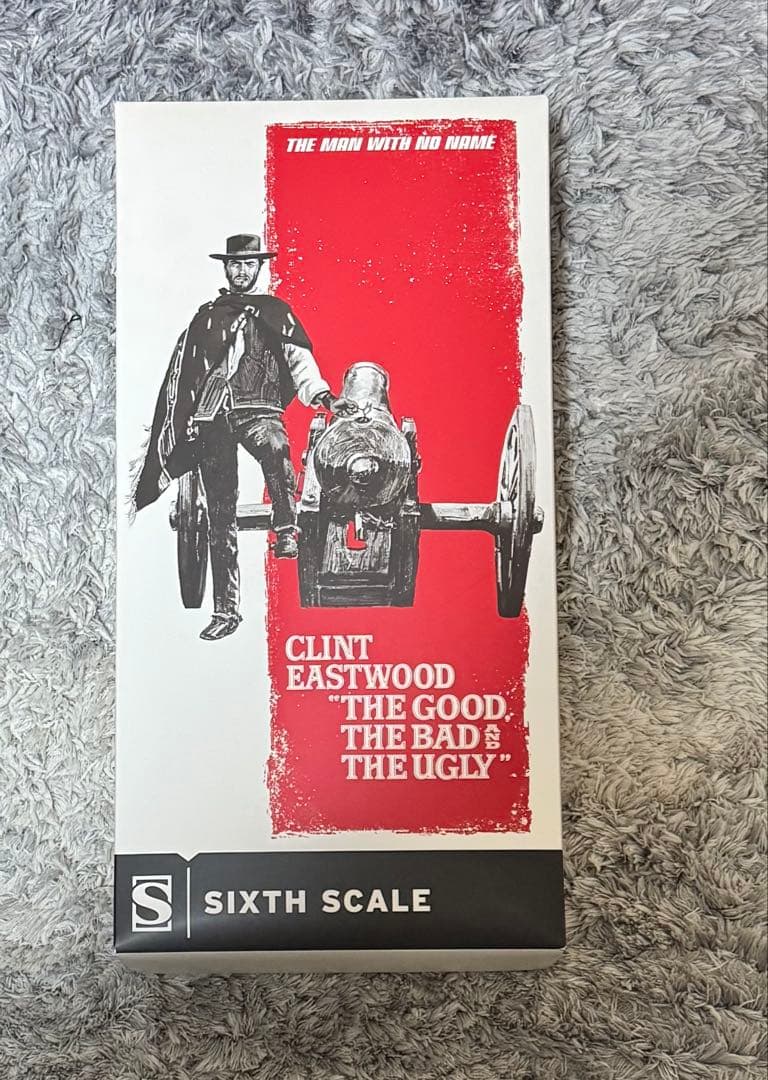 THE MAN WITH NO NAME
CLINT
EASTWOOD
"THE GOOD,
THE BAD AND
THE UGLY"
S SIXTH SCALE